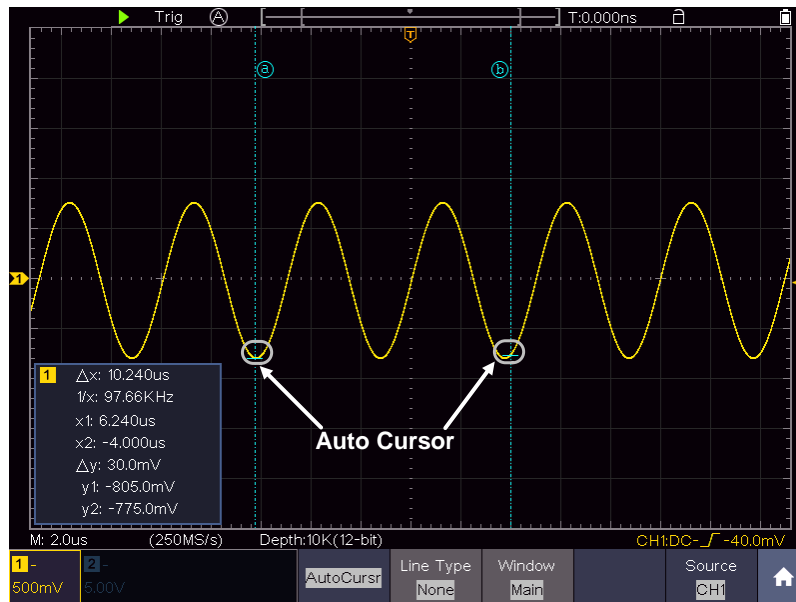 Trig A T:0.000ns
T
a b
1
1 △x: 10.240us
1/x: 97.66KHz
x1: 6.240us
x2: -4.000us
△y: 30.0mV
y1: -805.0mV
y2: -775.0mV
Auto Cursor
M: 2.0us (250MS/s) Depth:10K(12-bit) CH1:DC- -40.0mV
1 -
500mV
2 -
5.00V
AutoCursr
Line Type
None
Window
Main
Source
CH1